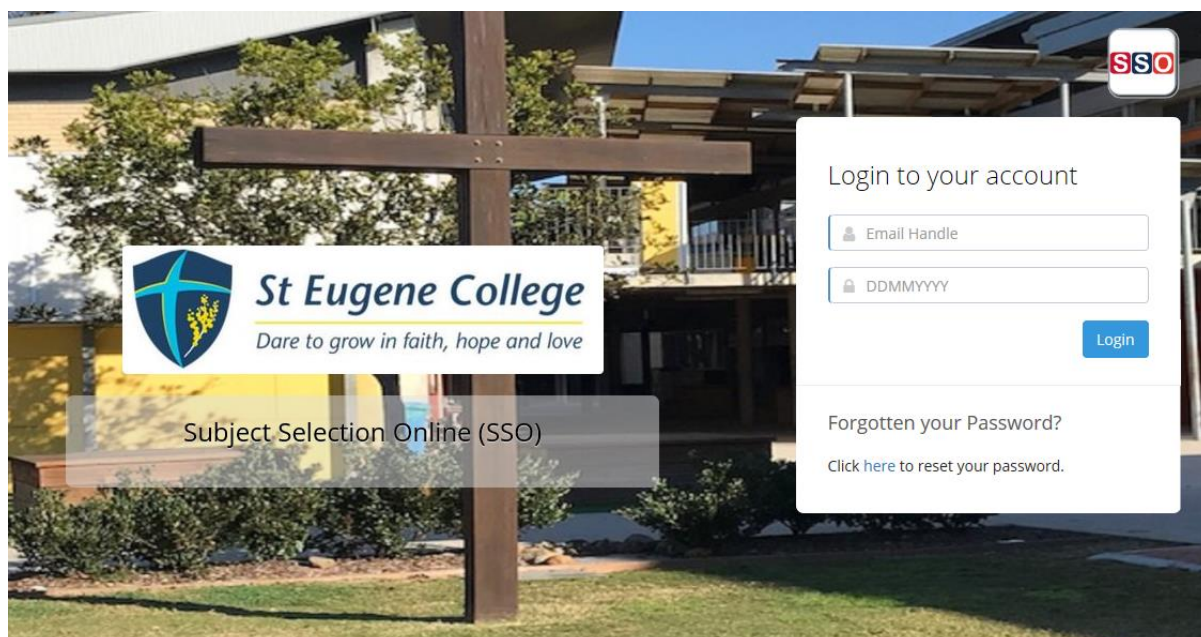 SSO
Login to your account
Email Handle
DDMMYYYY
Login
St Eugene College
Dare to grow in faith, hope and love
Subject Selection Online (SSO)
Forgotten your Password?
Click here to reset your password.